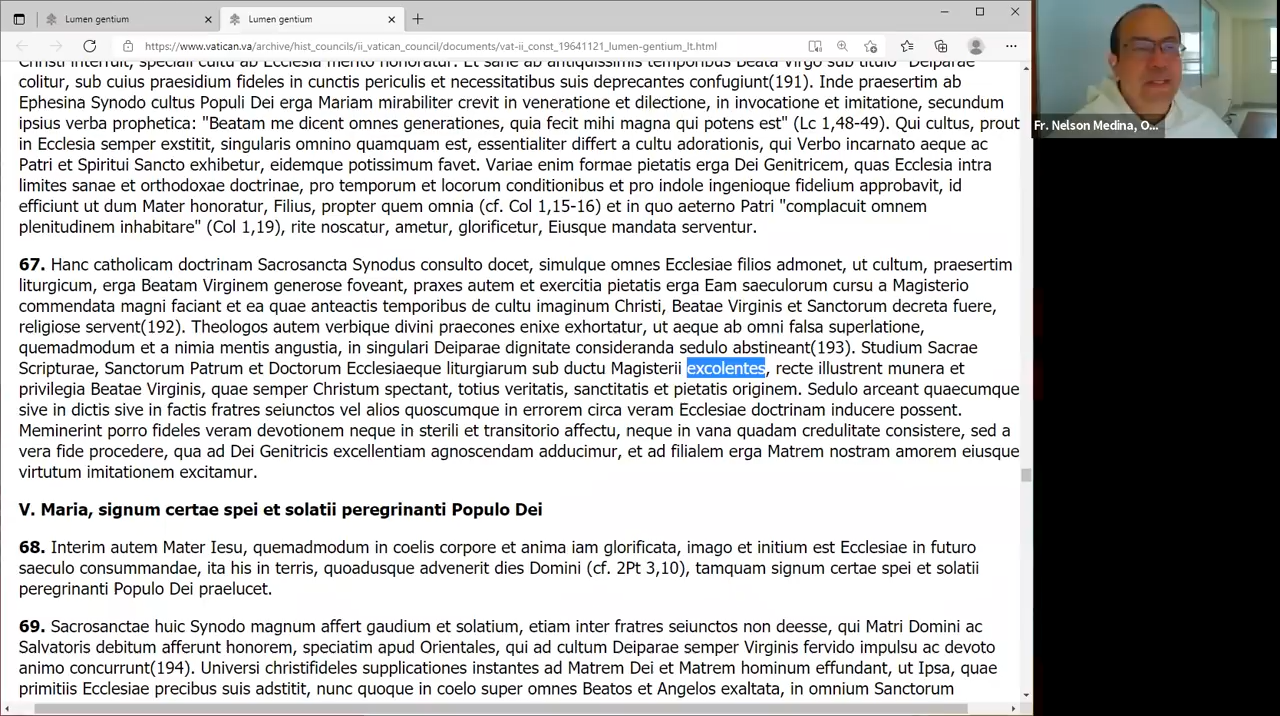 Lumen gentium
Lumen gentium
https://www.vatican.va/archive/hist_councils/ii_vatican_council/documents/vat-ii_const_19641121_lumen-gentium_lt.html
Christi interfuit, speciali cultu ab Ecclesia merito honoratur. Et sane ab antiquissimis temporibus Beata Virgo sub titulo "Deiparae"
colitur, sub cuius praesidium fideles in cunctis periculis et necessitatibus suis deprecantes confugiunt(191). Inde praesertim ab
Ephesina Synodo cultus Populi Dei erga Mariam mirabiliter crevit in veneratione et dilectione, in invocatione et imitatione, secundum
ipsius verba prophetica: "Beatam me dicent omnes generationes, quia fecit mihi magna qui potens est" (Lc 1,48-49). Qui cultus, prout
in Ecclesia semper exstitit, singularis omnino quamquam est, essentialiter differt a cultu adorationis, qui Verbo incarnato aeque ac
Patri et Spiritui Sancto exhibetur, eidemque potissimum favet. Variae enim formae pietatis erga Dei Genitricem, quas Ecclesia intra
limites sanae et orthodoxae doctrinae, pro temporum et locorum conditionibus et pro indole ingenioque fidelium approbavit, id
efficiunt ut dum Mater honoratur, Filius, propter quem omnia (cf. Col 1,15-16) et in quo aeterno Patri "complacuit omnem
plenitudinem inhabitare" (Col 1,19), rite noscatur, ametur, glorificetur, Eiusque mandata serventur.
67. Hanc catholicam doctrinam Sacrosancta Synodus consulto docet, simulque omnes Ecclesiae filios admonet, ut cultum, praesertim
liturgicum, erga Beatam Virginem generose foveant, praxes autem et exercitia pietatis erga Eam saeculorum cursu a Magisterio
commendata magni faciant et ea quae anteactis temporibus de cultu imaginum Christi, Beatae Virginis et Sanctorum decreta fuere,
religiose servent(192). Theologos autem verbique divini praecones enixe exhortatur, ut aeque ab omni falsa superlatione,
quemadmodum et a nimia mentis angustia, in singulari Deiparae dignitate consideranda sedulo abstineant(193). Studium Sacrae
Scripturae, Sanctorum Patrum et Doctorum Ecclesiaeque liturgiarum sub ductu Magisterii excolentes, recte illustrent munera et
privilegia Beatae Virginis, quae semper Christum spectant, totius veritatis, sanctitatis et pietatis originem. Sedulo arceant quaecumque
sive in dictis sive in factis fratres seiunctos vel alios quoscumque in errorem circa veram Ecclesiae doctrinam inducere possent.
Meminerint porro fideles veram devotionem neque in sterili et transitorio affectu, neque in vana quadam credulitate consistere, sed a
vera fide procedere, qua ad Dei Genitricis excellentiam agnoscendam adducimur, et ad filialem erga Matrem nostram amorem eiusque
virtutum imitationem excitamur.
V. Maria, signum certae spei et solatii peregrinanti Populo Dei
68. Interim autem Mater Iesu, quemadmodum in coelis corpore et anima iam glorificata, imago et initium est Ecclesiae in futuro
saeculo consummandae, ita his in terris, quoadusque advenerit dies Domini (cf. 2Pt 3,10), tamquam signum certae spei et solatii
peregrinanti Populo Dei praelucet.
69. Sacrosanctae huic Synodo magnum affert gaudium et solatium, etiam inter fratres seiunctos non deesse, qui Matri Domini ac
Salvatoris debitum afferunt honorem, speciatim apud Orientales, qui ad cultum Deiparae semper Virginis fervido impulsu ac devoto
animo concurrunt(194). Universi christifideles supplicationes instantes ad Matrem Dei et Matrem hominum effundant, ut Ipsa, quae
primitiis Ecclesiae precibus suis adstitit, nunc quoque in coelo super omnes Beatos et Angelos exaltata, in omnium Sanctorum
Fr. Nelson Medina, O...